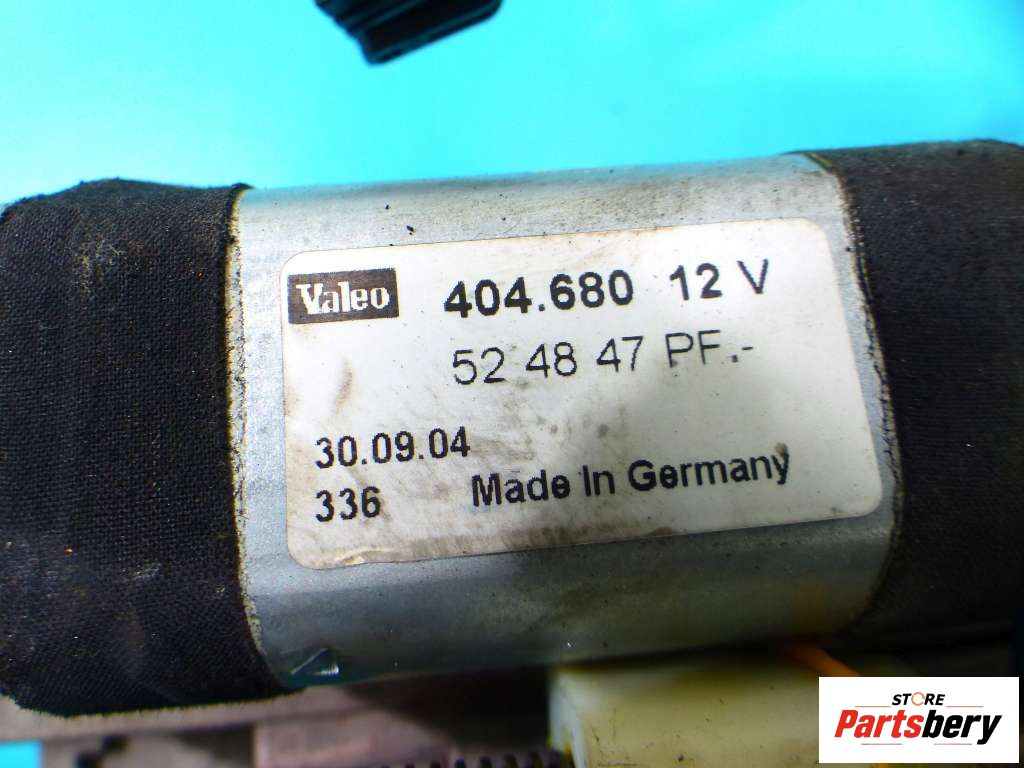 Valeo 404.680 12 V
52 48 47 PF.-
30.09.04
336 Made In Germany
STORE
Partsbery